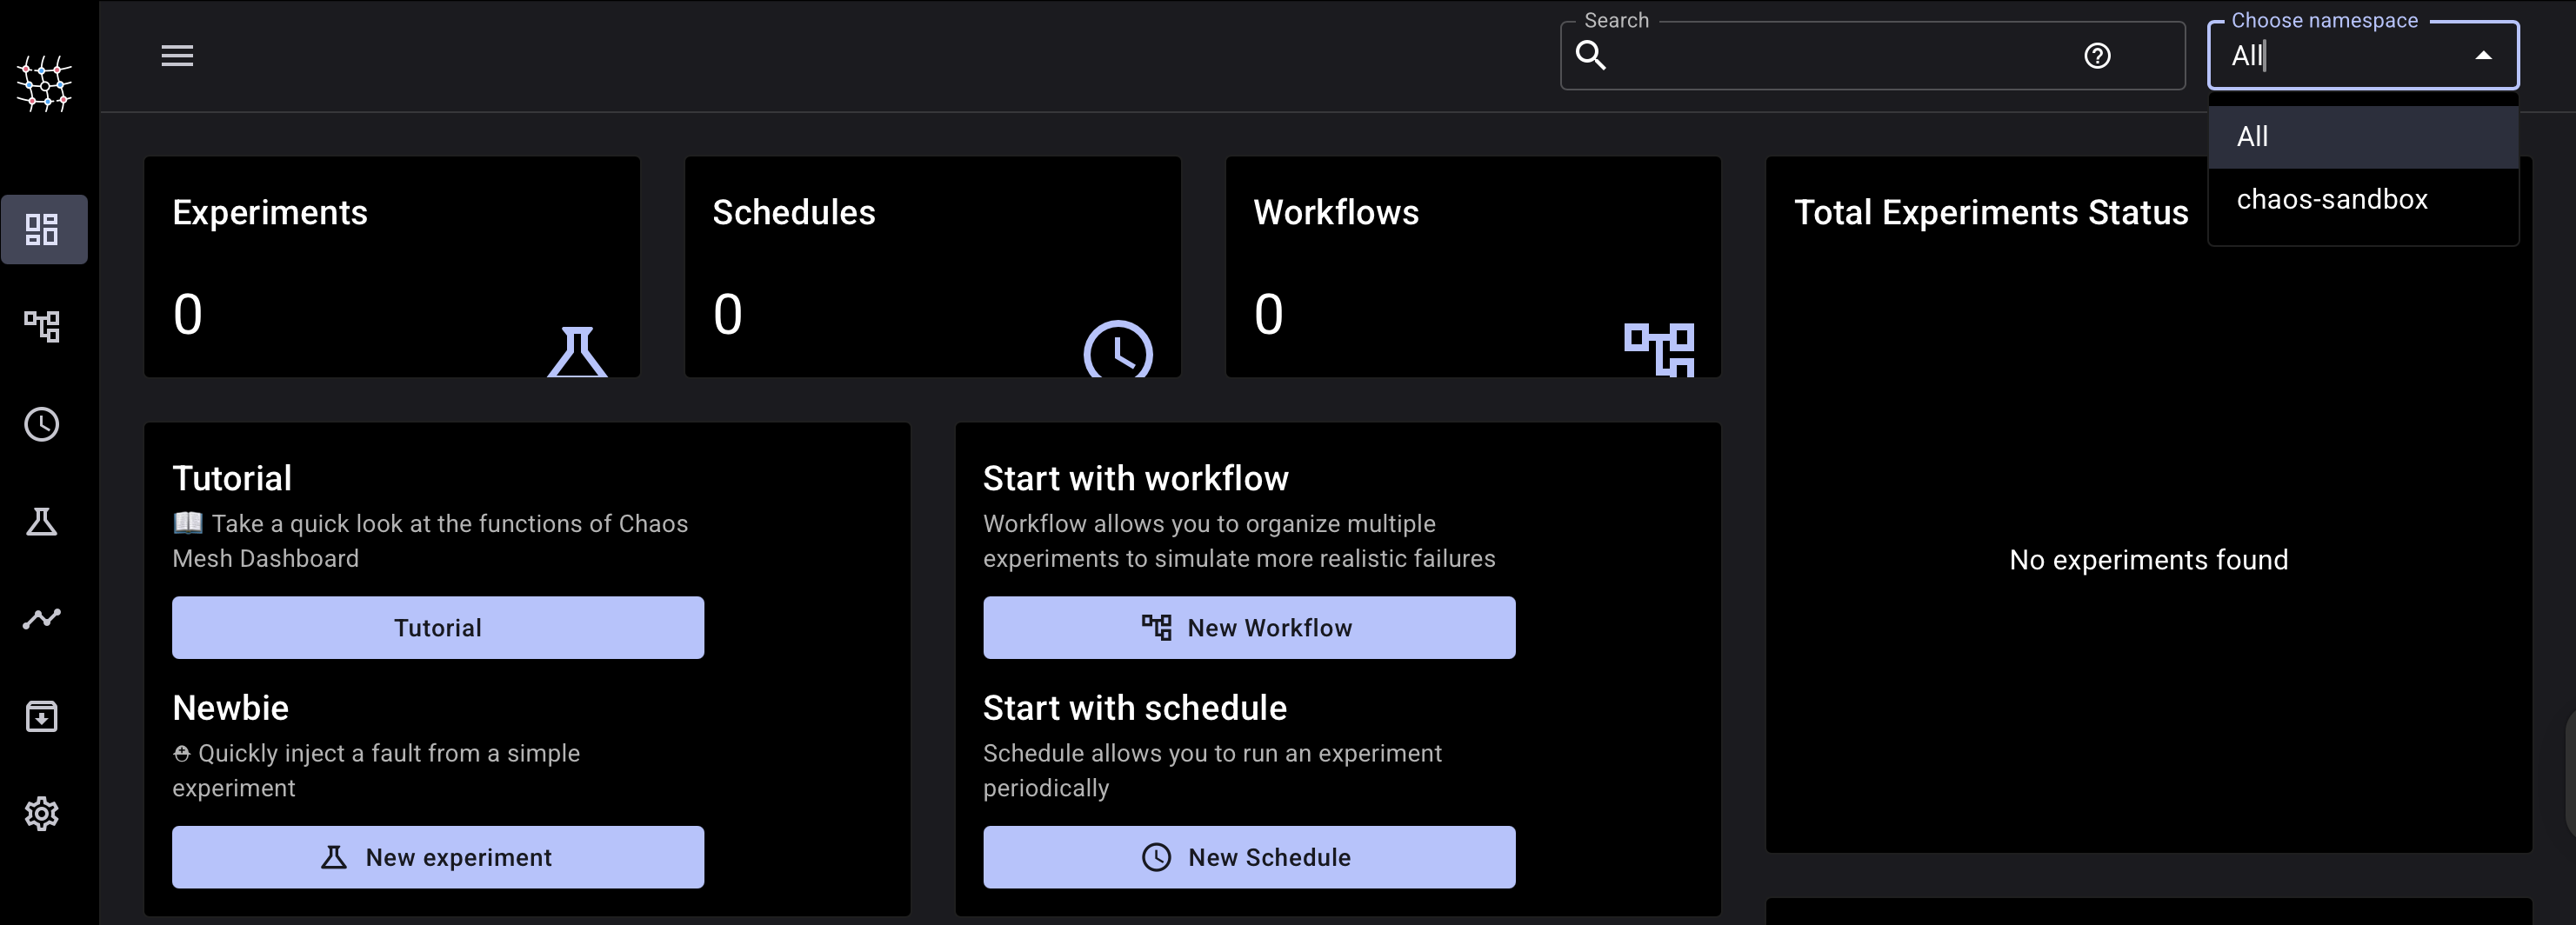 Search
Choose namespace
All
All
chaos-sandbox
Experiments
0
Schedules
0
Workflows
0
Total Experiments Status
No experiments found
Tutorial
📖 Take a quick look at the functions of Chaos
Mesh Dashboard
Tutorial
Newbie
⛑ Quickly inject a fault from a simple
experiment
New experiment
Start with workflow
Workflow allows you to organize multiple
experiments to simulate more realistic failures
New Workflow
Start with schedule
Schedule allows you to run an experiment
periodically
New Schedule